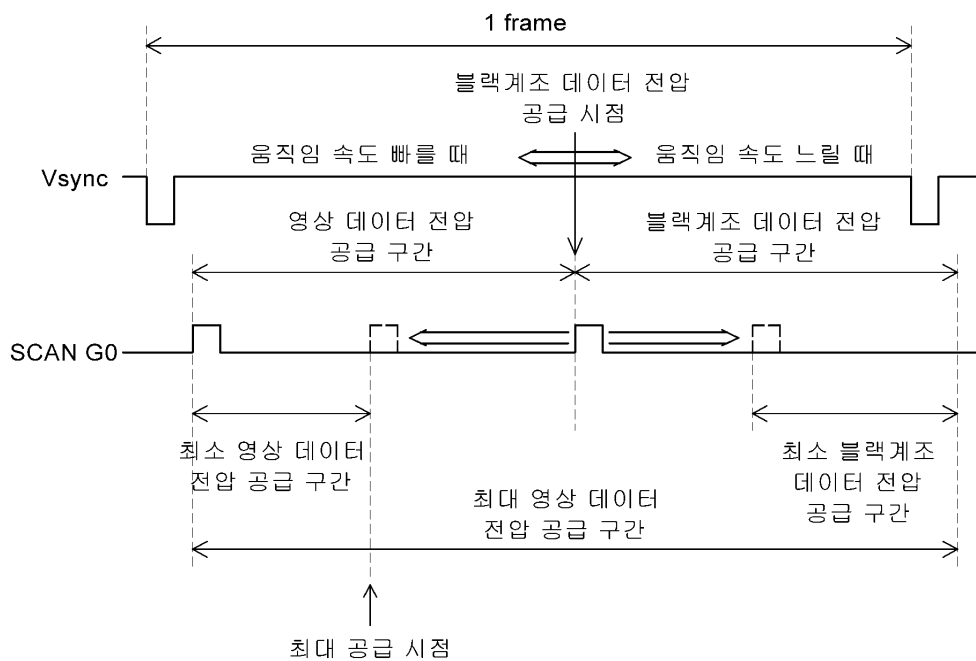 1 frame
블랙계조 데이터 전압
공급 시점
움직임 속도 빠를 때
움직임 속도 느릴 때
Vsync
영상 데이터 전압
공급 구간
블랙계조 데이터 전압
공급 구간
SCAN G0
최소 영상 데이터
전압 공급 구간
최소 블랙계조
데이터 전압
공급 구간
최대 영상 데이터
전압 공급 구간
최대 공급 시점